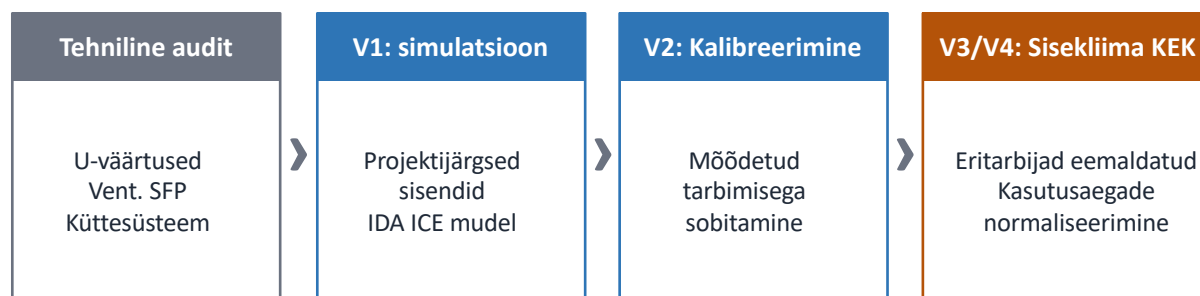 Tehniline audit
U-väärtused
Vent. SFP
Küttesüsteem
V1: simulatsioon
Projektijärgsed
sisendid
IDA ICE mudel
V2: Kalibreerimine
Mõõdetud
tarbimisega
sobitamine
V3/V4: Sisekliima KEK
Eritarbijad eemaldatud
Kasutusaegade
normaliseerimine